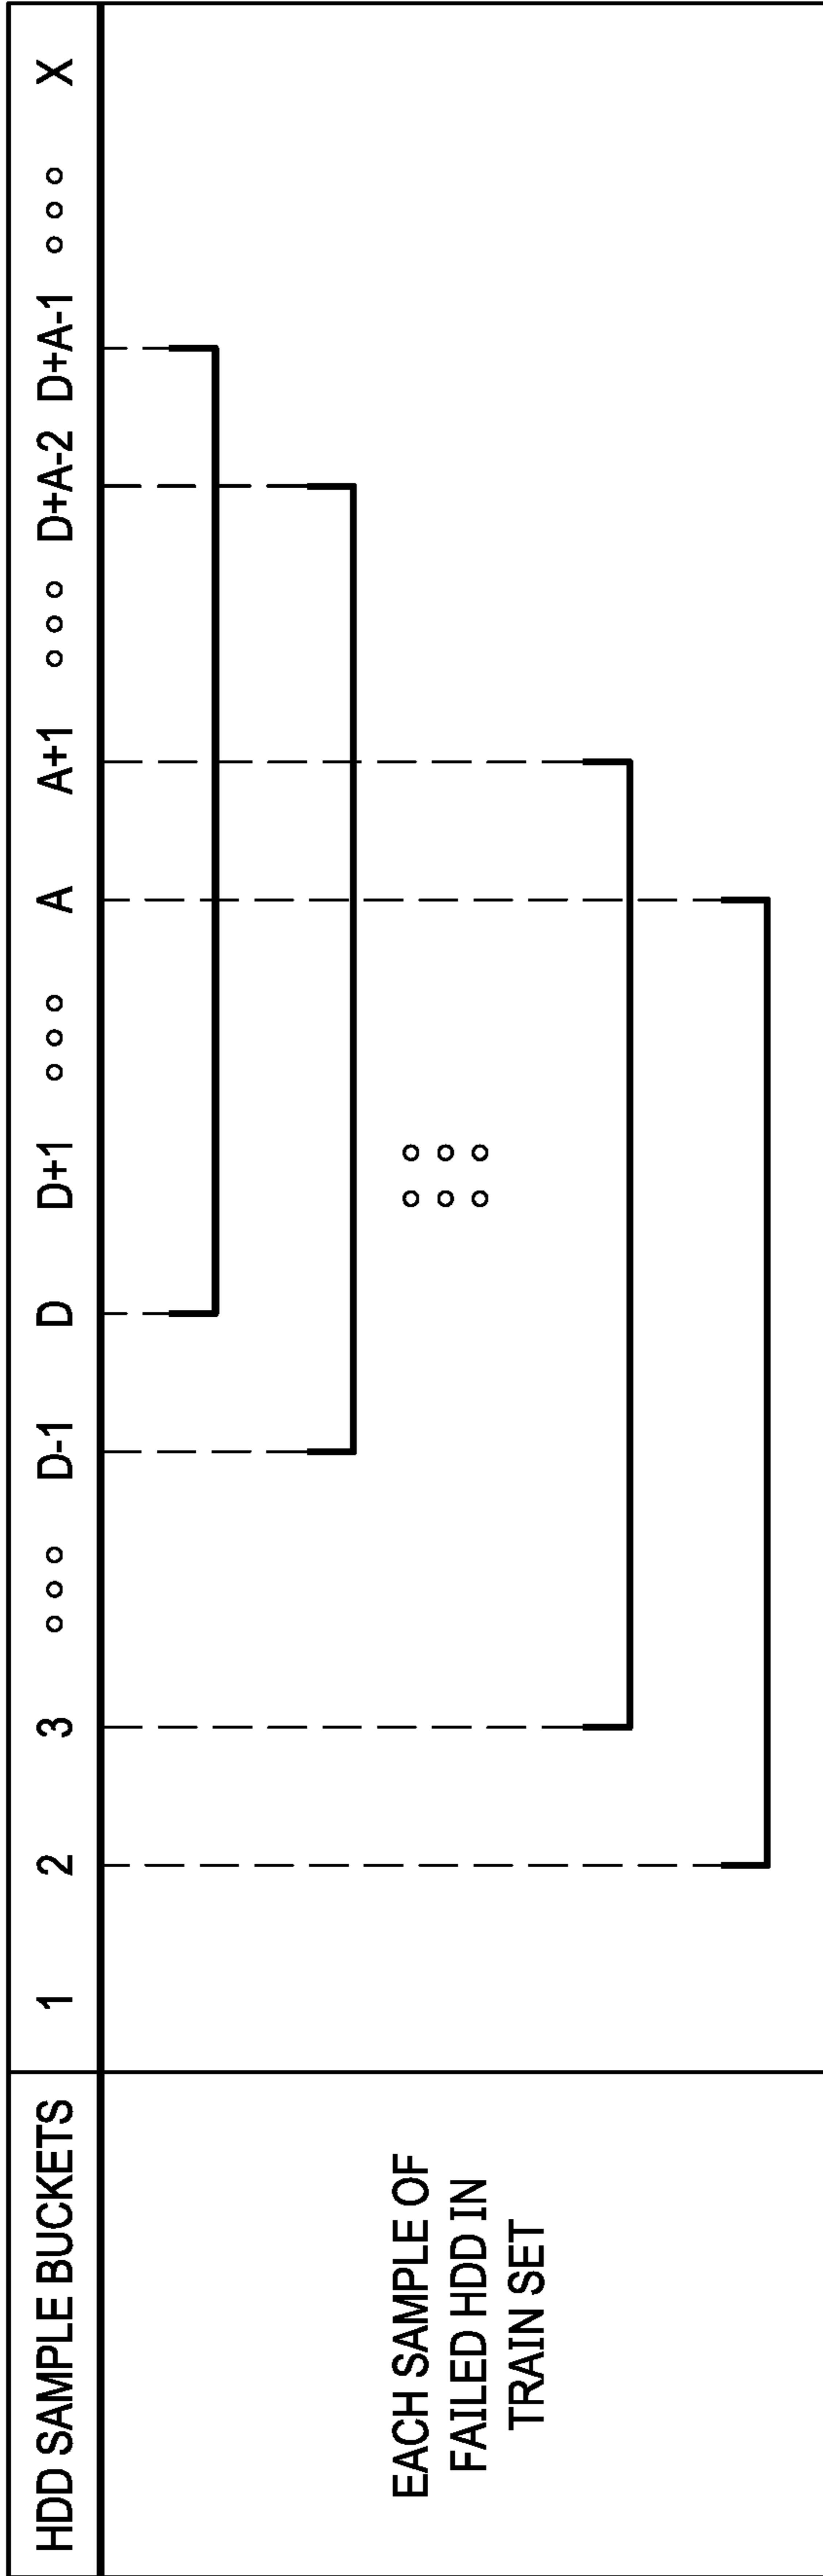 HDD SAMPLE BUCKETS 1 2 3 ○○○ D-1 D D+1 ○○○ A A+1 ○○○ D+A-2 D+A-1 ○○○ X
EACH SAMPLE OF
FAILED HDD IN
TRAIN SET